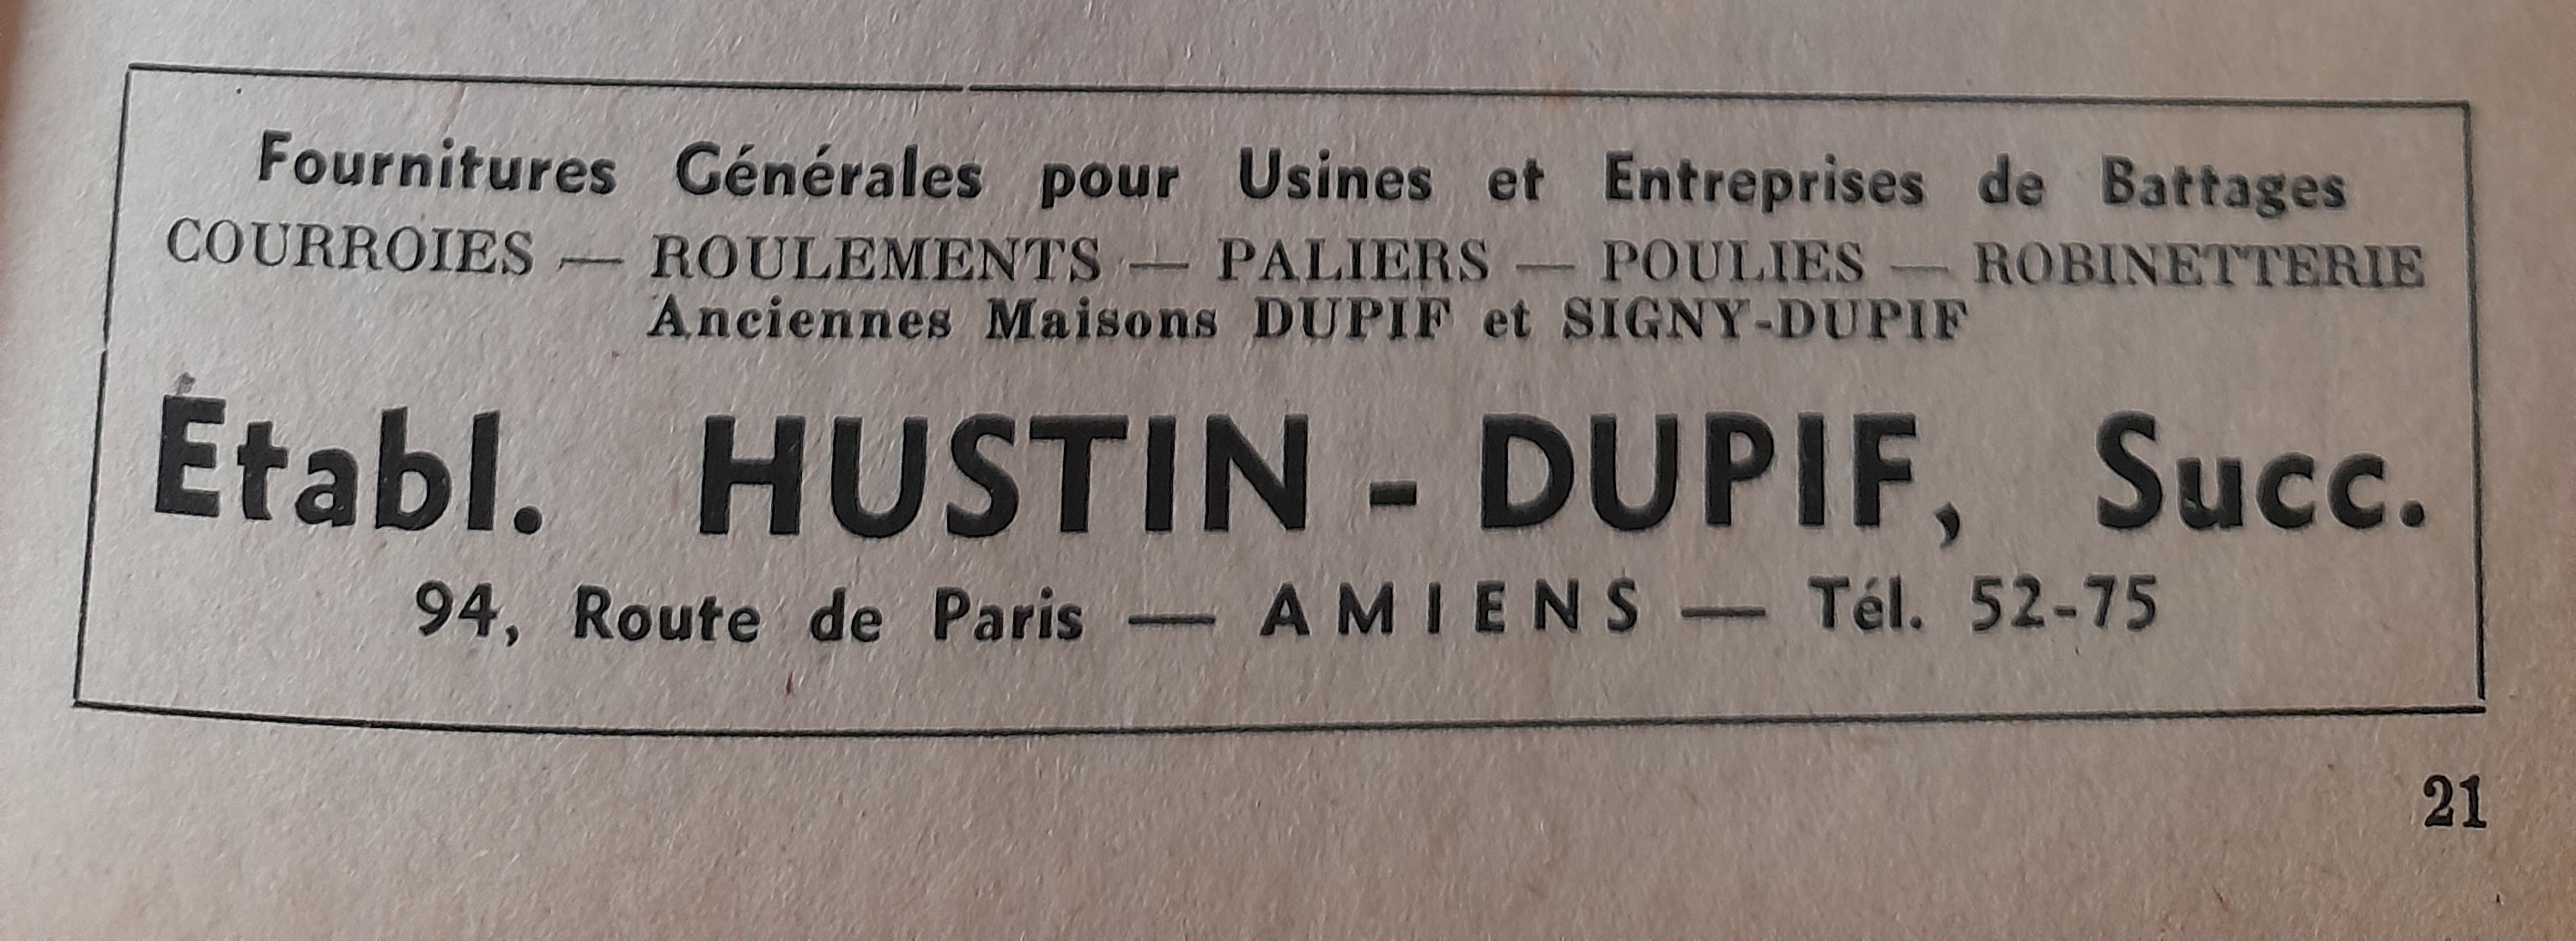 Fournitures Générales pour Usines et Entreprises de Battages
COURROIES — ROULEMENTS — PALIERS — POULIES — ROBINETTERIE
Anciennes Maisons DUPIF et SIGNY-DUPIF
Établ. HUSTIN - DUPIF, Succ.
94, Route de Paris — AMIENS — Tél. 52-75
21